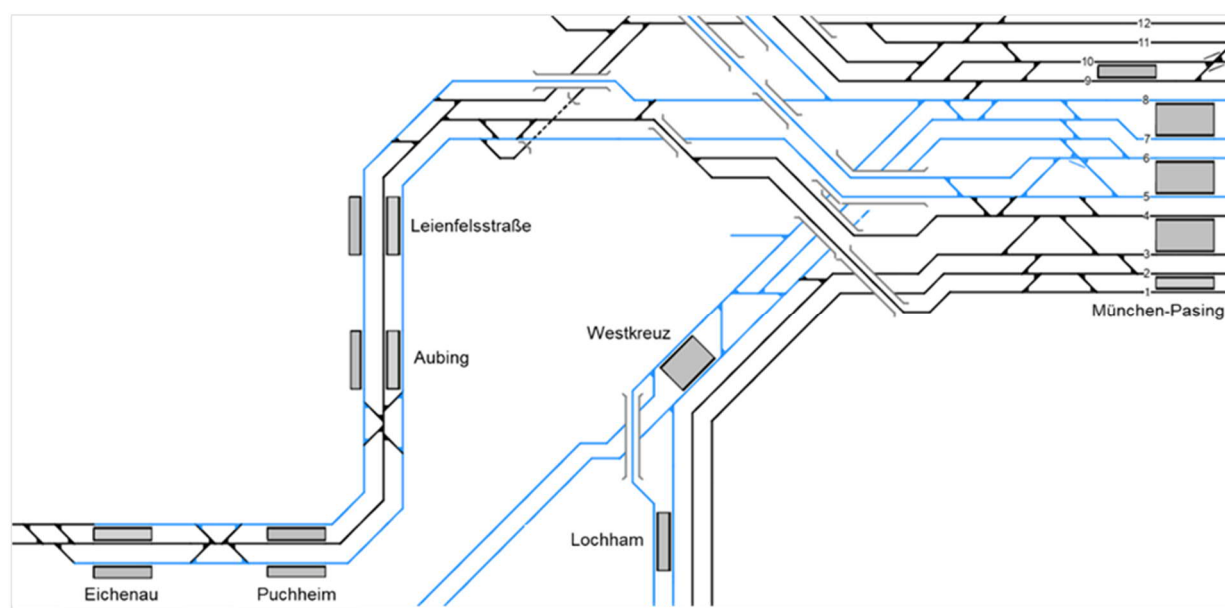 12
11
10
9
8
7
6
5
4
3
2
1
München-Pasing
Leienfelsstraße
Westkreuz
Aubing
Lochham
Eichenau
Puchheim